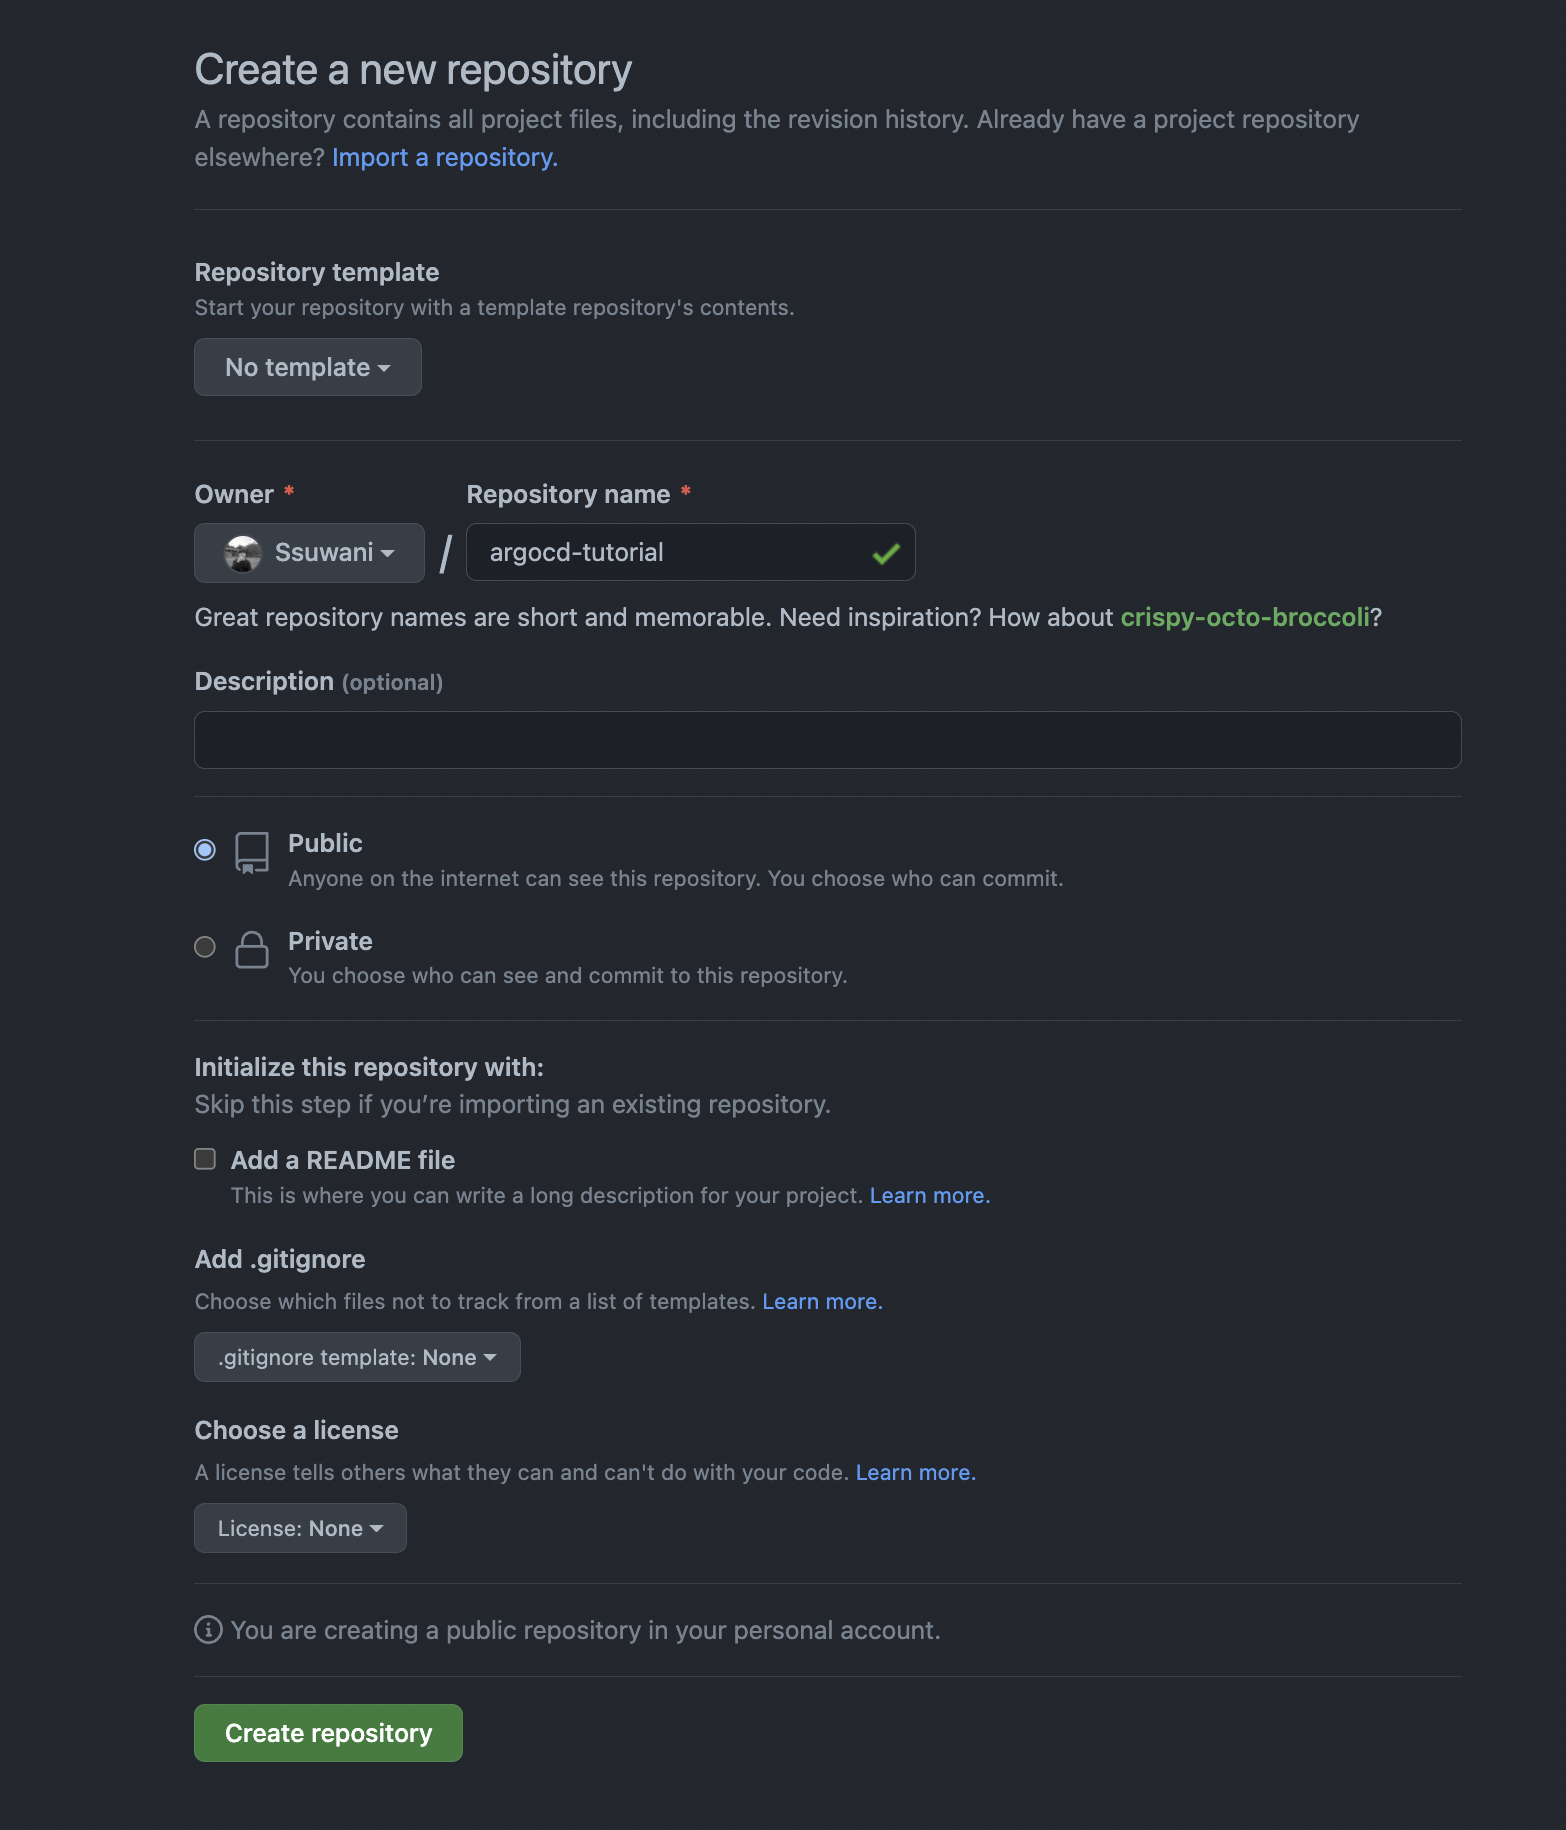 Create a new repository
A repository contains all project files, including the revision history. Already have a project repository
elsewhere? Import a repository.
Repository template
Start your repository with a template repository's contents.
No template
Owner * Repository name *
Ssuwani / argocd-tutorial
Great repository names are short and memorable. Need inspiration? How about crispy-octo-broccoli?
Description (optional)
Public
Anyone on the internet can see this repository. You choose who can commit.
Private
You choose who can see and commit to this repository.
Initialize this repository with:
Skip this step if you’re importing an existing repository.
Add a README file
This is where you can write a long description for your project. Learn more.
Add .gitignore
Choose which files not to track from a list of templates. Learn more.
.gitignore template: None
Choose a license
A license tells others what they can and can't do with your code. Learn more.
License: None
You are creating a public repository in your personal account.
Create repository